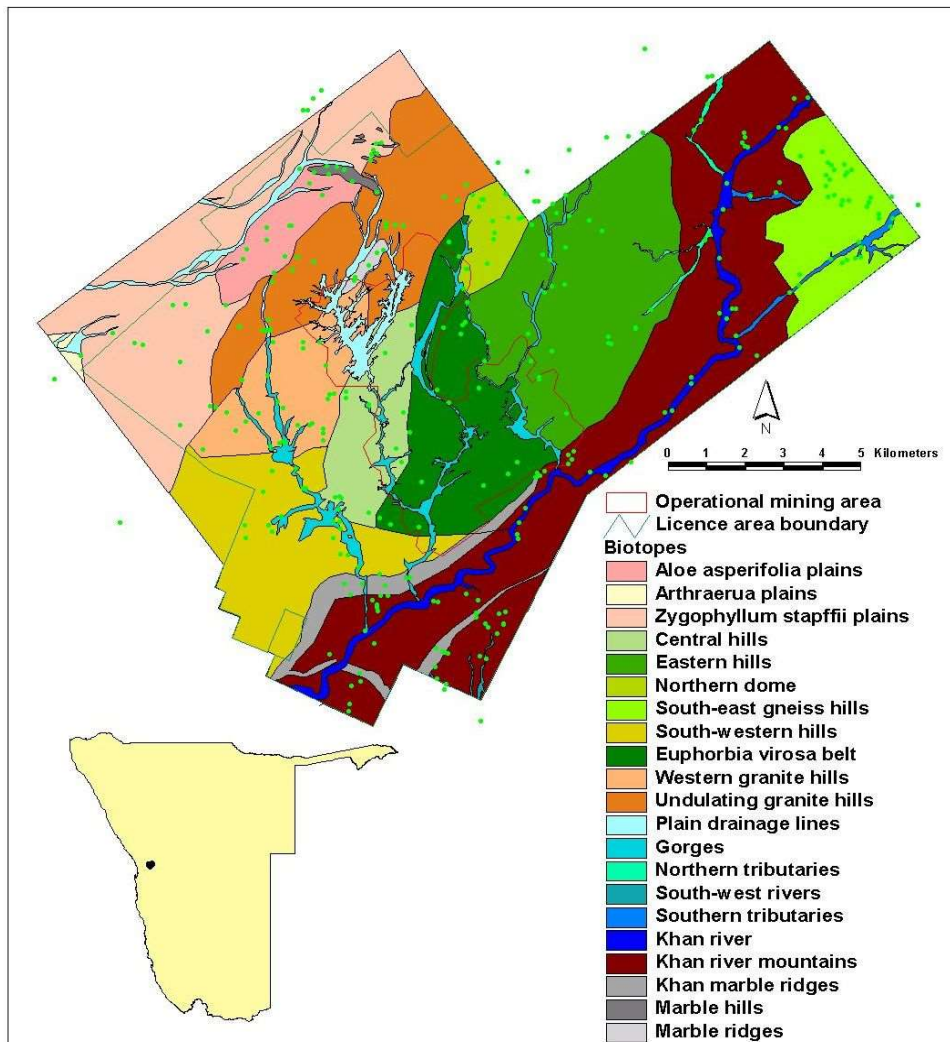 N
0 1 2 3 4 5 Kilometers
Operational mining area
Licence area boundary
Biotopes
Aloe asperifolia plains
Arthraerua plains
Zygophyllum stapffii plains
Central hills
Eastern hills
Northern dome
South-east gneiss hills
South-western hills
Euphorbia virosa belt
Western granite hills
Undulating granite hills
Plain drainage lines
Gorges
Northern tributaries
South-west rivers
Southern tributaries
Khan river
Khan river mountains
Khan marble ridges
Marble hills
Marble ridges